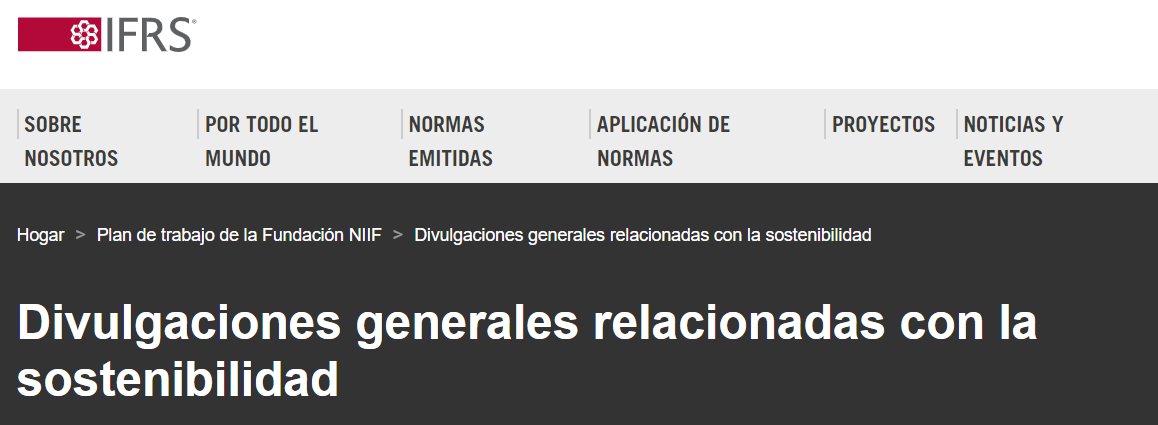 IFRS®
SOBRE
NOSOTROS
POR TODO EL
MUNDO
NORMAS
EMITIDAS
APLICACIÓN DE
NORMAS
PROYECTOS
NOTICIAS Y
EVENTOS
Hogar > Plan de trabajo de la Fundación NIIF > Divulgaciones generales relacionadas con la sostenibilidad
Divulgaciones generales relacionadas con la
sostenibilidad